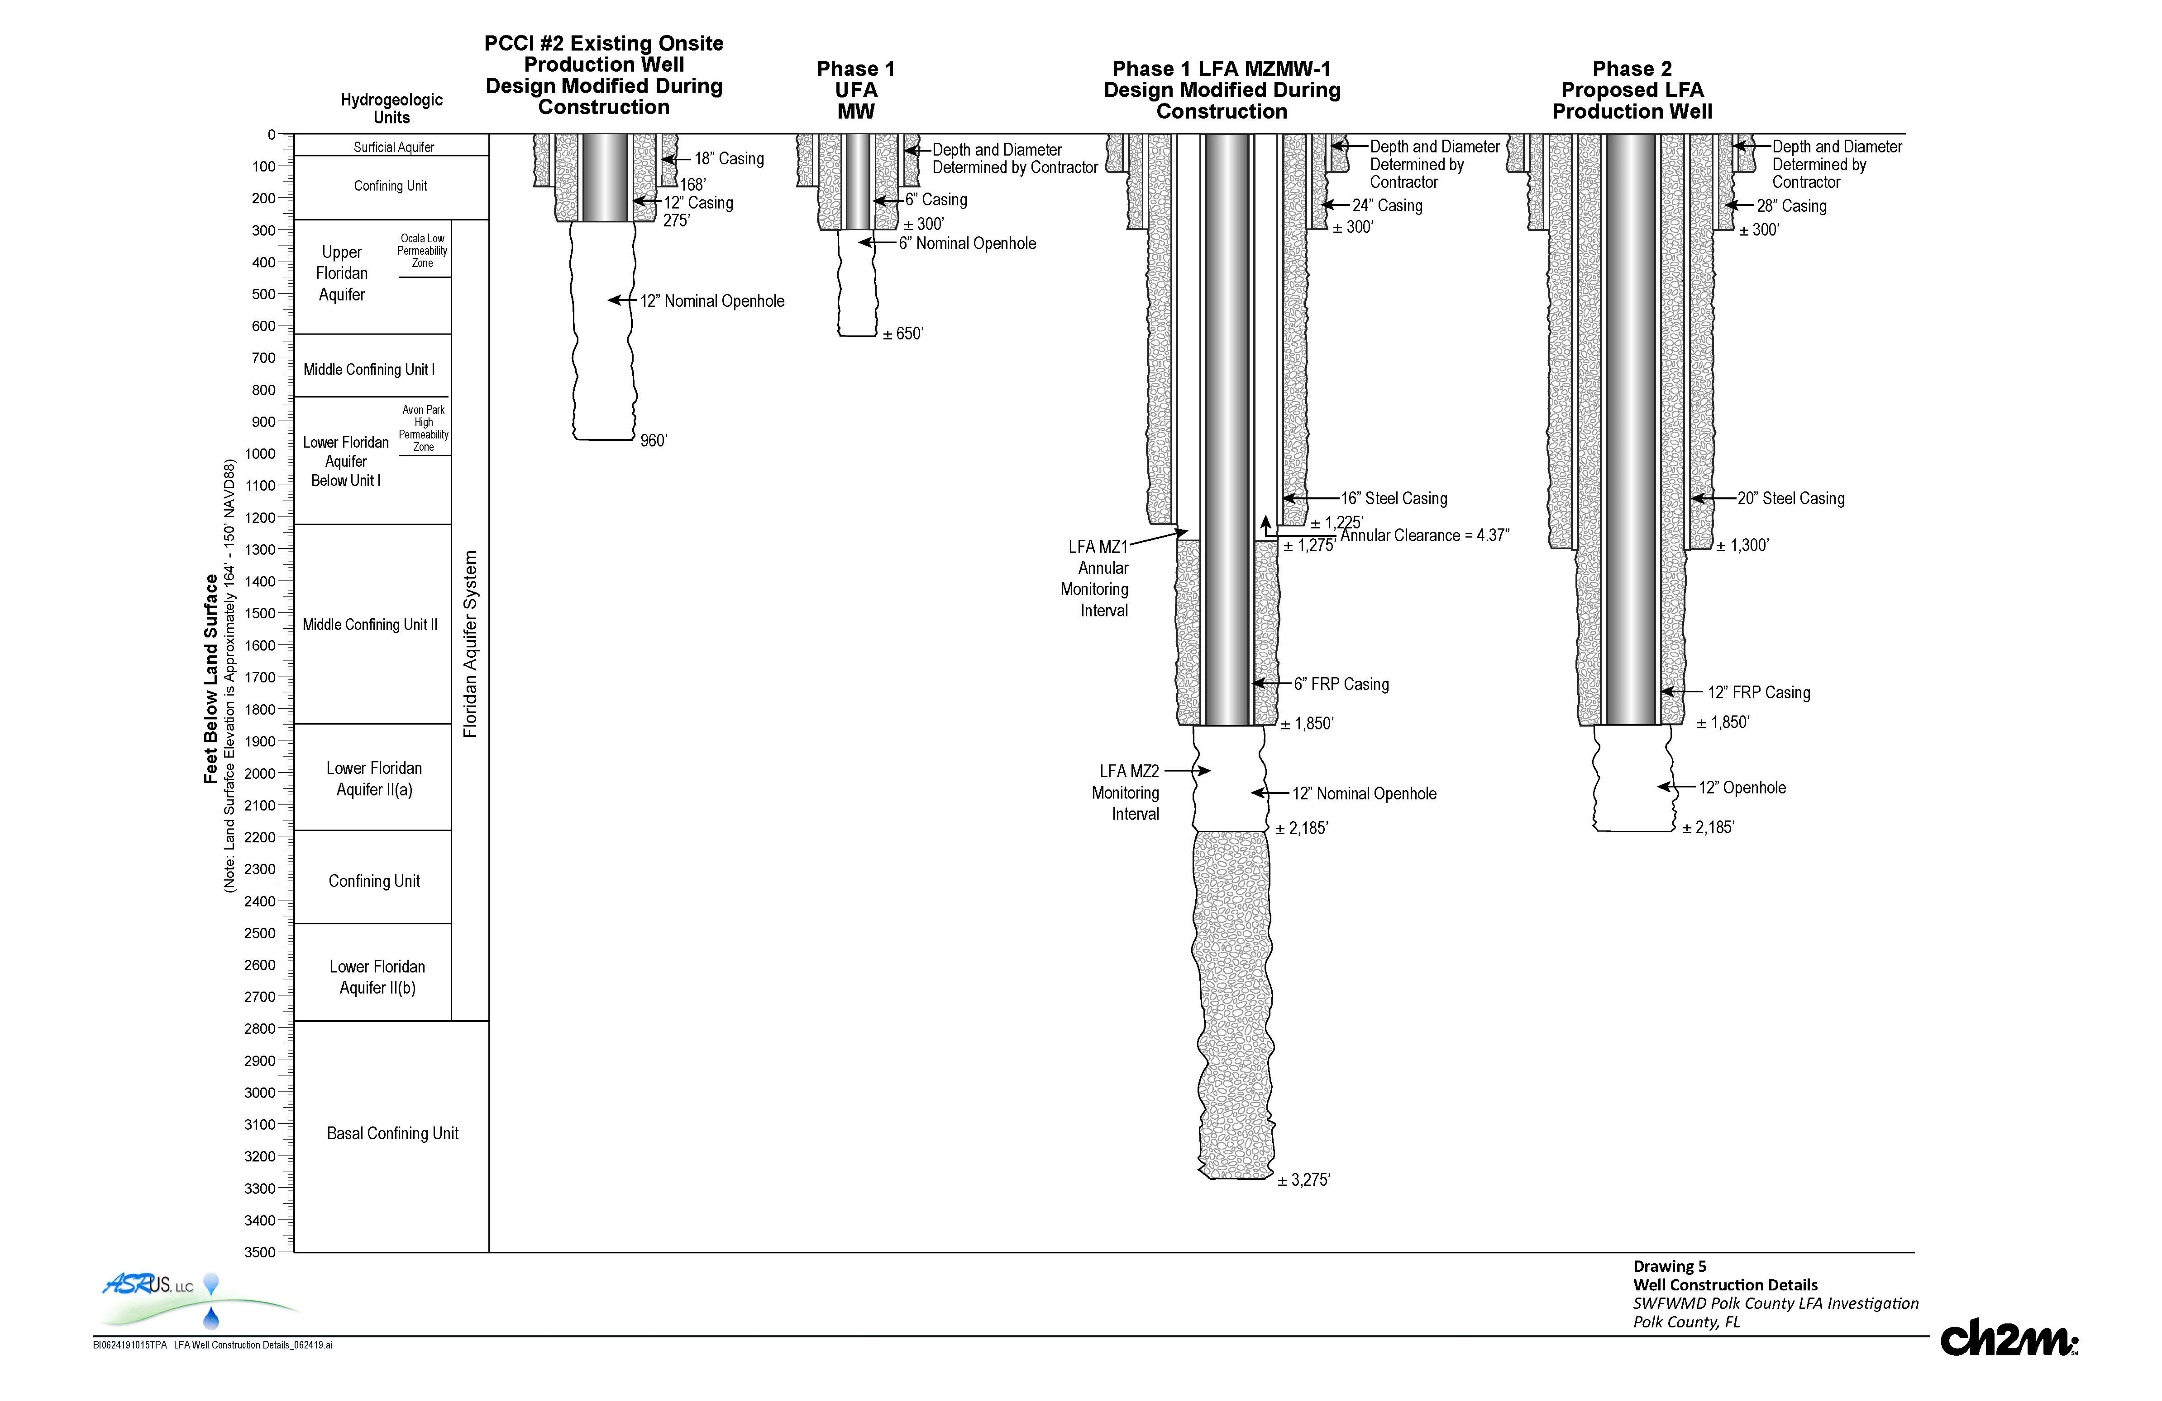 PCCI #2 Existing Onsite
Production Well
Design Modified During
Construction
Phase 1
UFA
MW
Phase 1 LFA MZMW-1
Design Modified During
Construction
Phase 2
Proposed LFA
Production Well
Hydrogeologic
Units
Feet Below Land Surface
(Note: Land Surafce Elevation is Approximately 164' - 150' NAVD88)
0
100
200
300
400
500
600
700
800
900
1000
1100
1200
1300
1400
1500
1600
1700
1800
1900
2000
2100
2200
2300
2400
2500
2600
2700
2800
2900
3000
3100
3200
3300
3400
3500
Surficial Aquifer
Confining Unit
Upper
Floridan
Aquifer
Ocala Low
Permeability
Zone
Middle Confining Unit I
Avon Park
High
Permeability
Zone
Lower Floridan
Aquifer
Below Unit I
Middle Confining Unit II
Lower Floridan
Aquifer II(a)
Confining Unit
Lower Floridan
Aquifer II(b)
Basal Confining Unit
Floridan Aquifer System
18" Casing
168'
12" Casing
275'
12" Nominal Openhole
960'
Depth and Diameter
Determined by Contractor
6" Casing
± 300'
6" Nominal Openhole
± 650'
Depth and Diameter
Determined by
Contractor
24" Casing
± 300'
16" Steel Casing
± 1,225'
Annular Clearance = 4.37"
± 1,275'
LFA MZ1
Annular
Monitoring
Interval
6" FRP Casing
± 1,850'
LFA MZ2
Monitoring
Interval
12" Nominal Openhole
± 2,185'
± 3,275'
Depth and Diameter
Determined by
Contractor
28" Casing
± 300'
20" Steel Casing
± 1,300'
12" FRP Casing
± 1,850'
12" Openhole
± 2,185'
Drawing 5
Well Construction Details
SWFWMD Polk County LFA Investigation
Polk County, FL
ASRUS, LLC
BI0624191015TPA LFA Well Construction Details_062419.ai
ch2m: